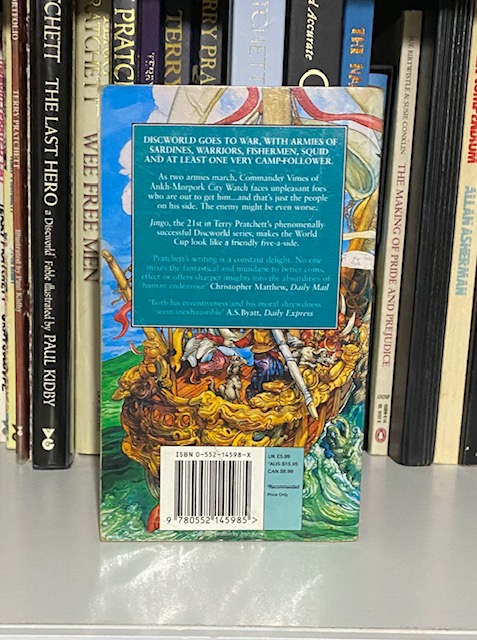 DISCWORLD GOES TO WAR, WITH ARMIES OF
SARDINES, WARRIORS, FISHERMEN, SQUID
AND AT LEAST ONE VERY CAMP-FOLLOWER.
As two armies march, Commander Vimes of
Ankh-Morpork City Watch faces unpleasant foes
who are out to get him...and that's just the people
on his side. The enemy might be even worse.
Jingo, the 21st in Terry Pratchett's phenomenally
successful Discworld series, makes the World
Cup look like a friendly five-a-side.
'Pratchett's writing is a constant delight. No one
mixes the fantastical and mundane to better comic
effect or offers sharper insights into the absurdities of
human endeavour' Christopher Matthew, Daily Mail
'Both his inventiveness and his moral shrewdness
seem inexhaustible' A.S.Byatt, Daily Express
ISBN 0-552-14598-X
9 780552 145985 >
UK £5.99
*AUS $15.95
CAN $8.99
*Recommended
Price Only
TERRY PRATCHETT
Illustrated by Paul Kidby
THE LAST HERO
a Discworld Fable
illustrated by PAUL KIDBY
WEE FREE MEN
PRATCHETT
TERRY
& SUSIE CONKLIN
THE MAKING OF PRIDE AND PREJUDICE
ALLAN ASHERMAN